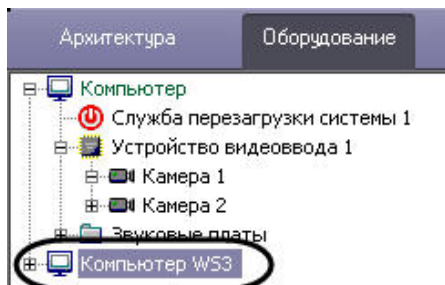 Архитектура Оборудование
Компьютер
Служба перезагрузки системы 1
Устройство видеоввода 1
Камера 1
Камера 2
Звуковые платы
Компьютер WS3